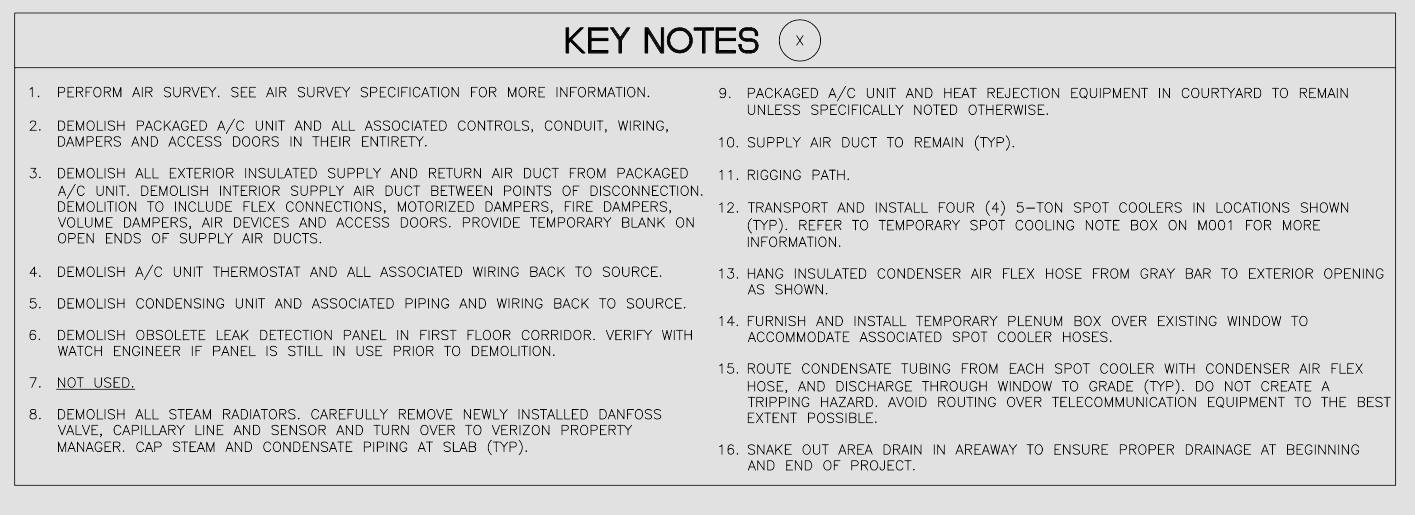 KEY NOTES X
1. PERFORM AIR SURVEY. SEE AIR SURVEY SPECIFICATION FOR MORE INFORMATION.
2. DEMOLISH PACKAGED A/C UNIT AND ALL ASSOCIATED CONTROLS, CONDUIT, WIRING,
DAMPERS AND ACCESS DOORS IN THEIR ENTIRETY.
3. DEMOLISH ALL EXTERIOR INSULATED SUPPLY AND RETURN AIR DUCT FROM PACKAGED
A/C UNIT. DEMOLISH INTERIOR SUPPLY AIR DUCT BETWEEN POINTS OF DISCONNECTION.
DEMOLITION TO INCLUDE FLEX CONNECTIONS, MOTORIZED DAMPERS, FIRE DAMPERS,
VOLUME DAMPERS, AIR DEVICES AND ACCESS DOORS. PROVIDE TEMPORARY BLANK ON
OPEN ENDS OF SUPPLY AIR DUCTS.
4. DEMOLISH A/C UNIT THERMOSTAT AND ALL ASSOCIATED WIRING BACK TO SOURCE.
5. DEMOLISH CONDENSING UNIT AND ASSOCIATED PIPING AND WIRING BACK TO SOURCE.
6. DEMOLISH OBSOLETE LEAK DETECTION PANEL IN FIRST FLOOR CORRIDOR. VERIFY WITH
WATCH ENGINEER IF PANEL IS STILL IN USE PRIOR TO DEMOLITION.
7. NOT USED.
8. DEMOLISH ALL STEAM RADIATORS. CAREFULLY REMOVE NEWLY INSTALLED DANFOSS
VALVE, CAPILLARY LINE AND SENSOR AND TURN OVER TO VERIZON PROPERTY
MANAGER. CAP STEAM AND CONDENSATE PIPING AT SLAB (TYP).
9. PACKAGED A/C UNIT AND HEAT REJECTION EQUIPMENT IN COURTYARD TO REMAIN
UNLESS SPECIFICALLY NOTED OTHERWISE.
10. SUPPLY AIR DUCT TO REMAIN (TYP).
11. RIGGING PATH.
12. TRANSPORT AND INSTALL FOUR (4) 5-TON SPOT COOLERS IN LOCATIONS SHOWN
(TYP). REFER TO TEMPORARY SPOT COOLING NOTE BOX ON M001 FOR MORE
INFORMATION.
13. HANG INSULATED CONDENSER AIR FLEX HOSE FROM GRAY BAR TO EXTERIOR OPENING
AS SHOWN.
14. FURNISH AND INSTALL TEMPORARY PLENUM BOX OVER EXISTING WINDOW TO
ACCOMMODATE ASSOCIATED SPOT COOLER HOSES.
15. ROUTE CONDENSATE TUBING FROM EACH SPOT COOLER WITH CONDENSER AIR FLEX
HOSE, AND DISCHARGE THROUGH WINDOW TO GRADE (TYP). DO NOT CREATE A
TRIPPING HAZARD. AVOID ROUTING OVER TELECOMMUNICATION EQUIPMENT TO THE BEST
EXTENT POSSIBLE.
16. SNAKE OUT AREA DRAIN IN AREAWAY TO ENSURE PROPER DRAINAGE AT BEGINNING
AND END OF PROJECT.